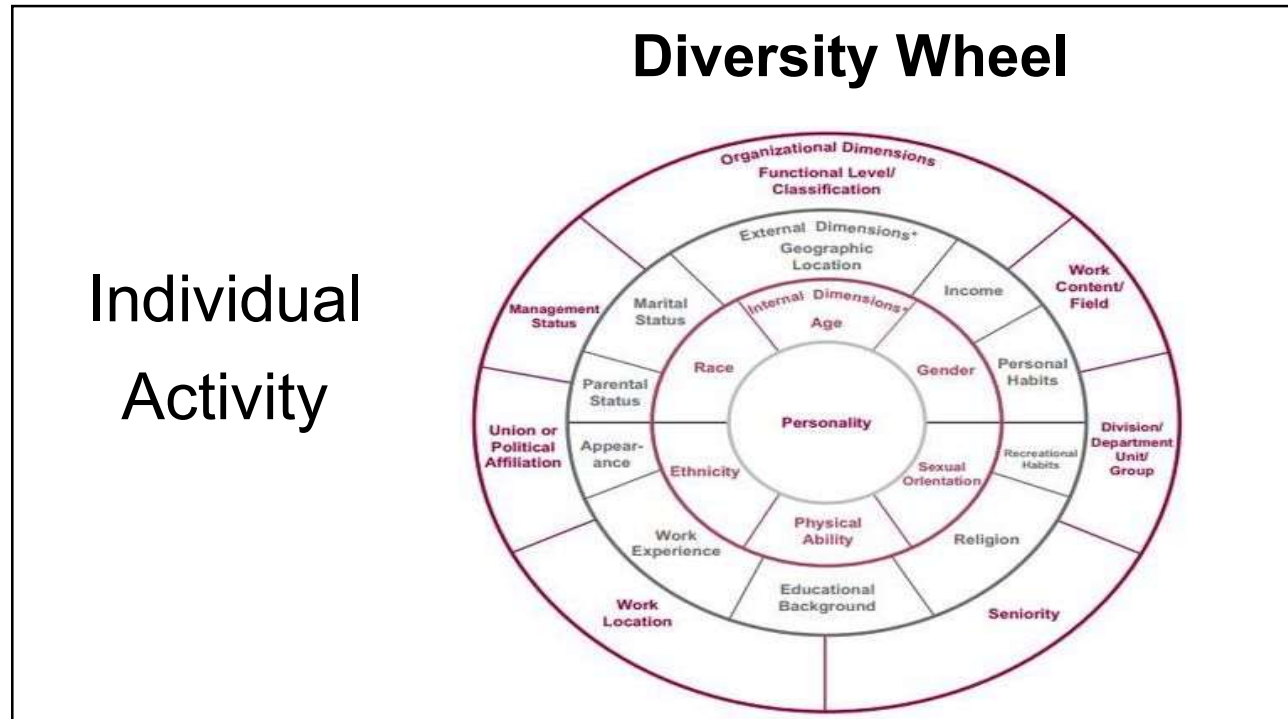 Diversity Wheel
Individual
Activity
Organizational Dimensions
Functional Level/
Classification
Work
Content/
Field
Division/
Department
Unit/
Group
Seniority
Work
Location
Union or
Political
Affiliation
Management
Status
External Dimensions*
Geographic
Location
Income
Personal
Habits
Recreational
Habits
Religion
Educational
Background
Work
Experience
Appear-
ance
Parental
Status
Marital
Status
Internal Dimensions*
Age
Gender
Sexual
Orientation
Physical
Ability
Ethnicity
Race
Personality